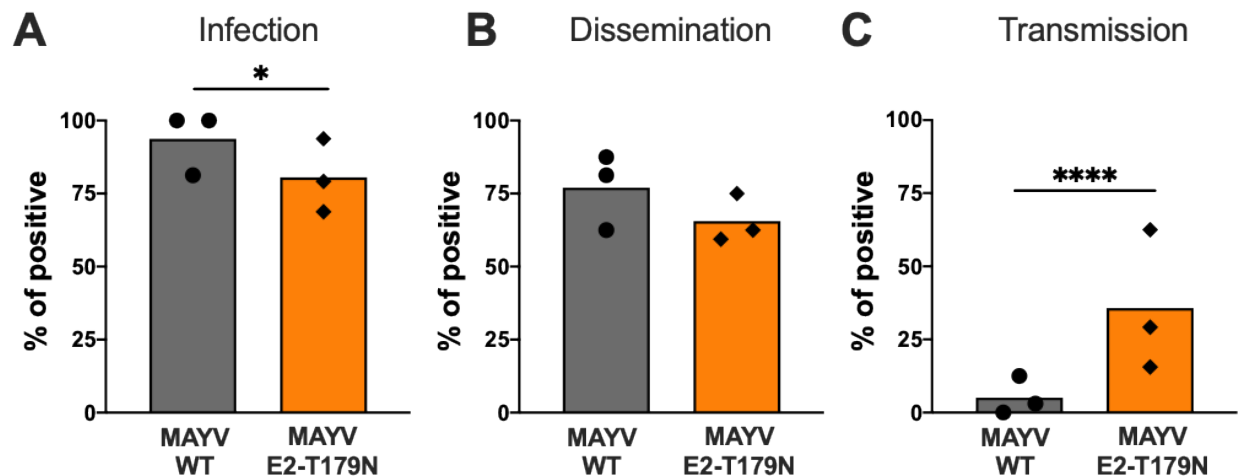 A Infection
*
% of positive
100
75
50
25
0
MAYV
WT
MAYV
E2-T179N
B Dissemination
% of positive
100
75
50
25
0
MAYV
WT
MAYV
E2-T179N
C Transmission
****
% of positive
100
75
50
25
0
MAYV
WT
MAYV
E2-T179N